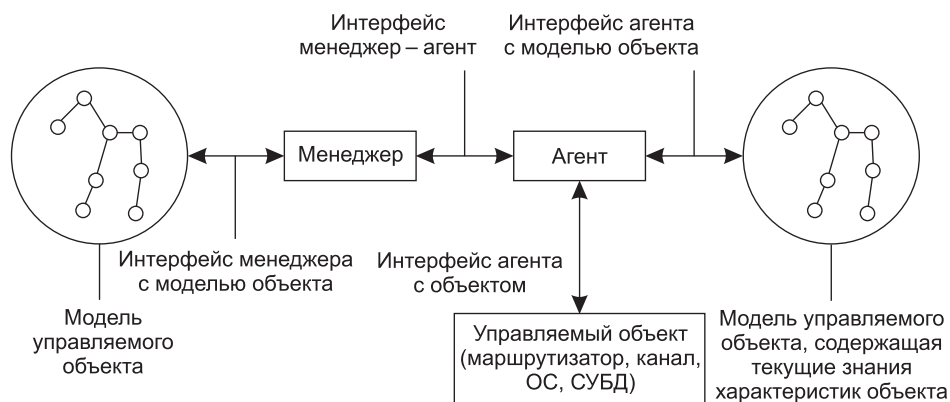 Интерфейс
менеджер – агент
Интерфейс агента
с моделью объекта
Менеджер
Агент
Интерфейс менеджера
с моделью объекта
Интерфейс агента
с объектом
Модель
управляемого
объекта
Управляемый объект
(маршрутизатор, канал,
ОС, СУБД)
Модель управляемого
объекта, содержащая
текущие знания
характеристик объекта